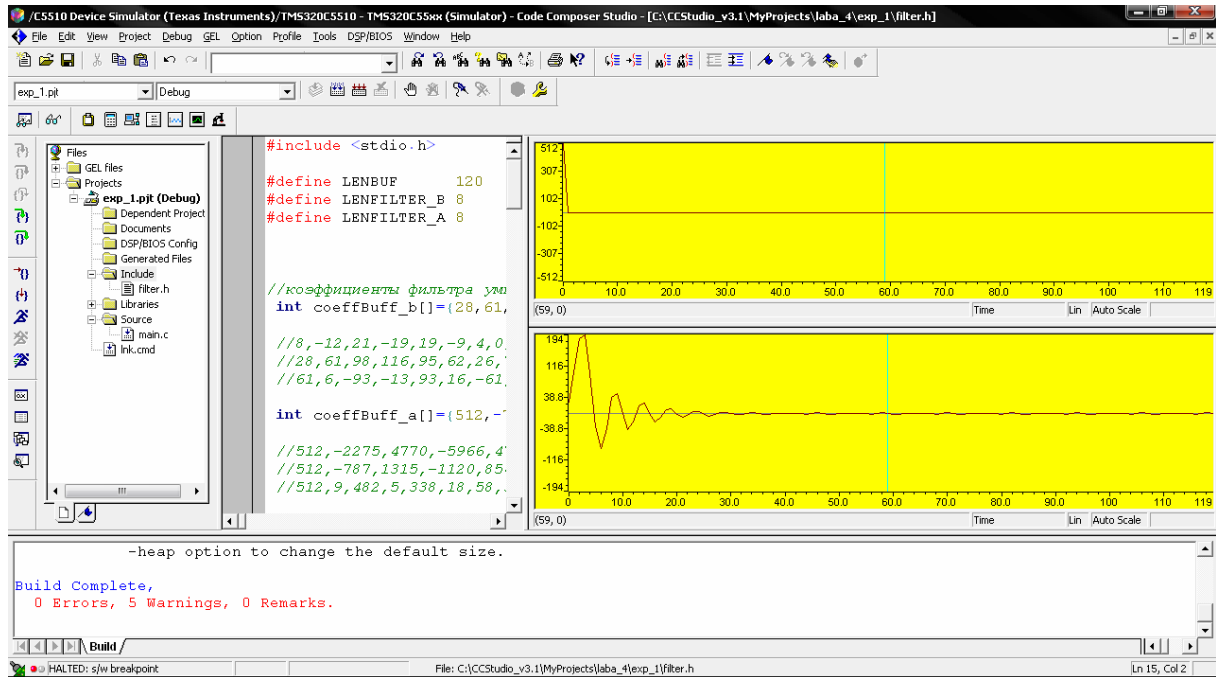 /C5510 Device Simulator (Texas Instruments)/TMS320C5510 - TMS320C55xx (Simulator) - Code Composer Studio - [C:\CCStudio_v3.1\MyProjects\laba_4\exp_1\filter.h]
File Edit View Project Debug GEL Option Profile Tools DSP/BIOS Window Help
exp_1.pjt Debug
Files
GEL files
Projects
exp_1.pjt (Debug)
Dependent Project
Documents
DSP/BIOS Config
Generated Files
Include
filter.h
Libraries
Source
main.c
lnk.cmd
#include <stdio.h>
#define LENBUF 120
#define LENFILTER_B 8
#define LENFILTER_A 8
//коэффициенты фильтра
int coeffBuff_b[]={28,61,
//8,-12,21,-19,19,-9,4,0
//28,61,98,116,95,62,26,
//61,6,-93,-13,93,16,-61
int coeffBuff_a[]={512,-
//512,-2275,4770,-5966,4
//512,-787,1315,-1120,85
//512,9,482,5,338,18,58,
512
307
102
-102
-307
-512
0 10.0 20.0 30.0 40.0 50.0 60.0 70.0 80.0 90.0 100 110 119
(59, 0) Time Lin Auto Scale
194
116
38.8
-38.8
-116
-194
0 10.0 20.0 30.0 40.0 50.0 60.0 70.0 80.0 90.0 100 110 119
(59, 0) Time Lin Auto Scale
-heap option to change the default size.
Build Complete,
0 Errors, 5 Warnings, 0 Remarks.
Build
HALTED: s/w breakpoint File: C:\CCStudio_v3.1\MyProjects\laba_4\exp_1\filter.h Ln 15, Col 2